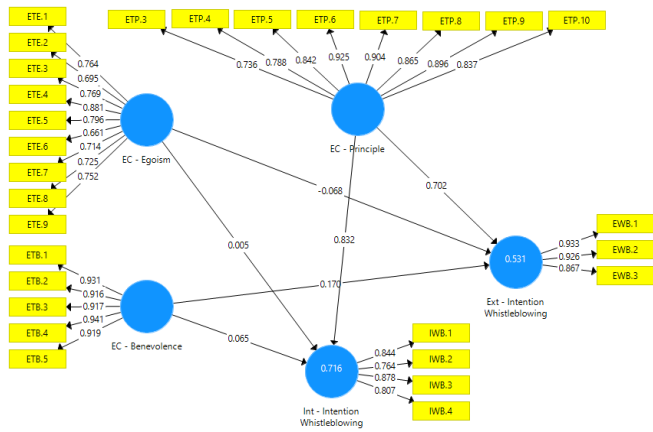 ETE.1
ETE.2
ETE.3
ETE.4
ETE.5
ETE.6
ETE.7
ETE.8
ETE.9
0.764
0.695
0.769
0.881
0.796
0.661
0.714
0.725
0.752
EC - Egoism
ETP.3
ETP.4
ETP.5
ETP.6
ETP.7
ETP.8
ETP.9
ETP.10
0.736
0.788
0.842
0.925
0.904
0.865
0.896
0.837
EC - Principle
-0.068
0.702
0.005
0.832
0.170
0.065
ETB.1
ETB.2
ETB.3
ETB.4
ETB.5
0.931
0.916
0.917
0.941
0.919
EC - Benevolence
0.531
Ext - Intention
Whistleblowing
0.933
0.926
0.867
EWB.1
EWB.2
EWB.3
0.716
Int - Intention
Whistleblowing
0.844
0.764
0.878
0.807
IWB.1
IWB.2
IWB.3
IWB.4